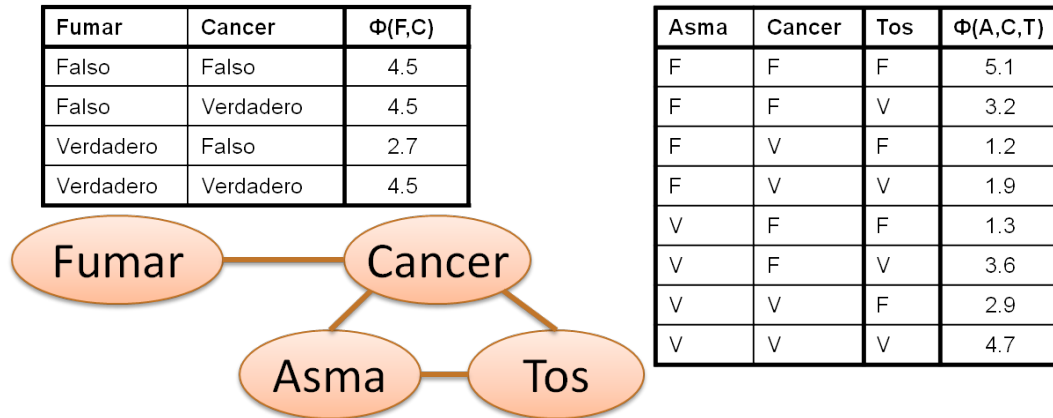 Fumar Cancer Φ(F,C)
Falso Falso 4.5
Falso Verdadero 4.5
Verdadero Falso 2.7
Verdadero Verdadero 4.5
Asma Cancer Tos Φ(A,C,T)
F F F 5.1
F F V 3.2
F V F 1.2
F V V 1.9
V F F 1.3
V F V 3.6
V V F 2.9
V V V 4.7
Fumar Cancer
Asma Tos